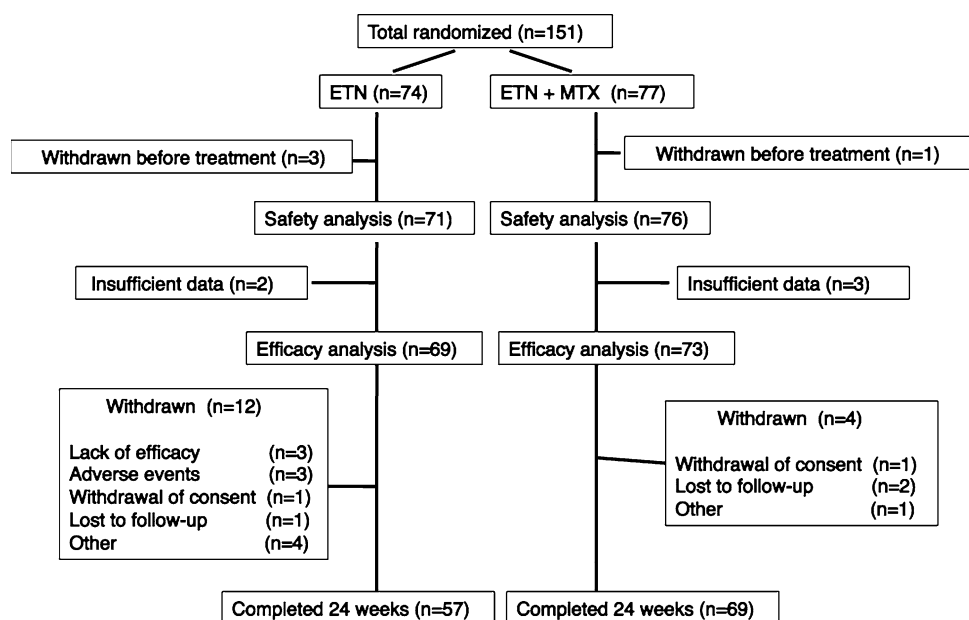 Total randomized (n=151)
ETN (n=74)
ETN + MTX (n=77)
Withdrawn before treatment (n=3)
Withdrawn before treatment (n=1)
Safety analysis (n=71)
Safety analysis (n=76)
Insufficient data (n=2)
Insufficient data (n=3)
Efficacy analysis (n=69)
Efficacy analysis (n=73)
Withdrawn (n=12)
Lack of efficacy (n=3)
Adverse events (n=3)
Withdrawal of consent (n=1)
Lost to follow-up (n=1)
Other (n=4)
Withdrawn (n=4)
Withdrawal of consent (n=1)
Lost to follow-up (n=2)
Other (n=1)
Completed 24 weeks (n=57)
Completed 24 weeks (n=69)